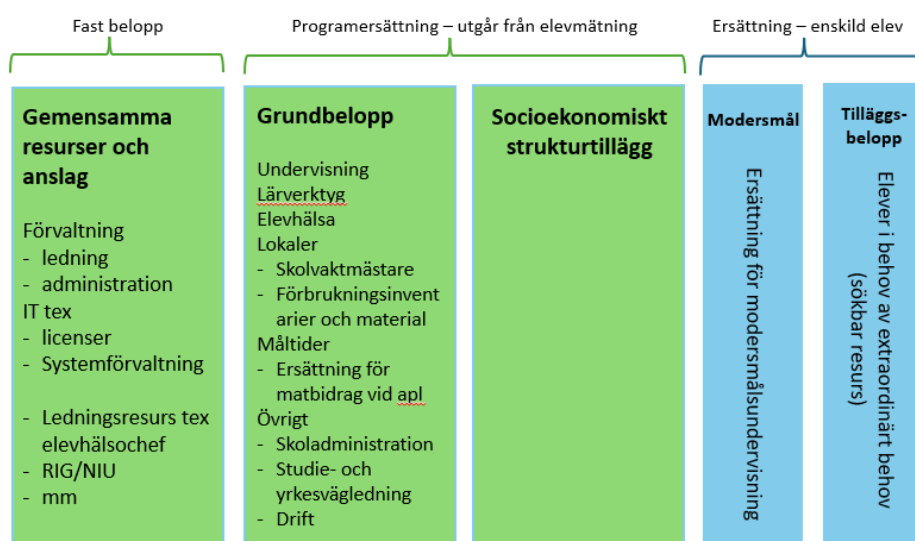 Fast belopp
Programersättning – utgår från elevmätning
Ersättning – enskild elev
Gemensamma
resurser och
anslag
Förvaltning
- ledning
- administration
IT tex
- licenser
- Systemförvaltning
- Ledningsresurs tex
elevhälsochef
- RIG/NIU
- mm
Grundbelopp
Undervisning
Lärverktyg
Elevhälsa
Lokaler
- Skolvaktmästare
- Förbrukningsinvent
arier och material
Måltider
- Ersättning för
matbidrag vid apl
Övrigt
- Skoladministration
- Studie- och
yrkesvägledning
- Drift
Socioekonomiskt
strukturtillägg
Modersmål
Ersättning för modersmålsundervisning
Tilläggs-
belopp
Elever i behov av extraordinärt behov
(sökbar resurs)